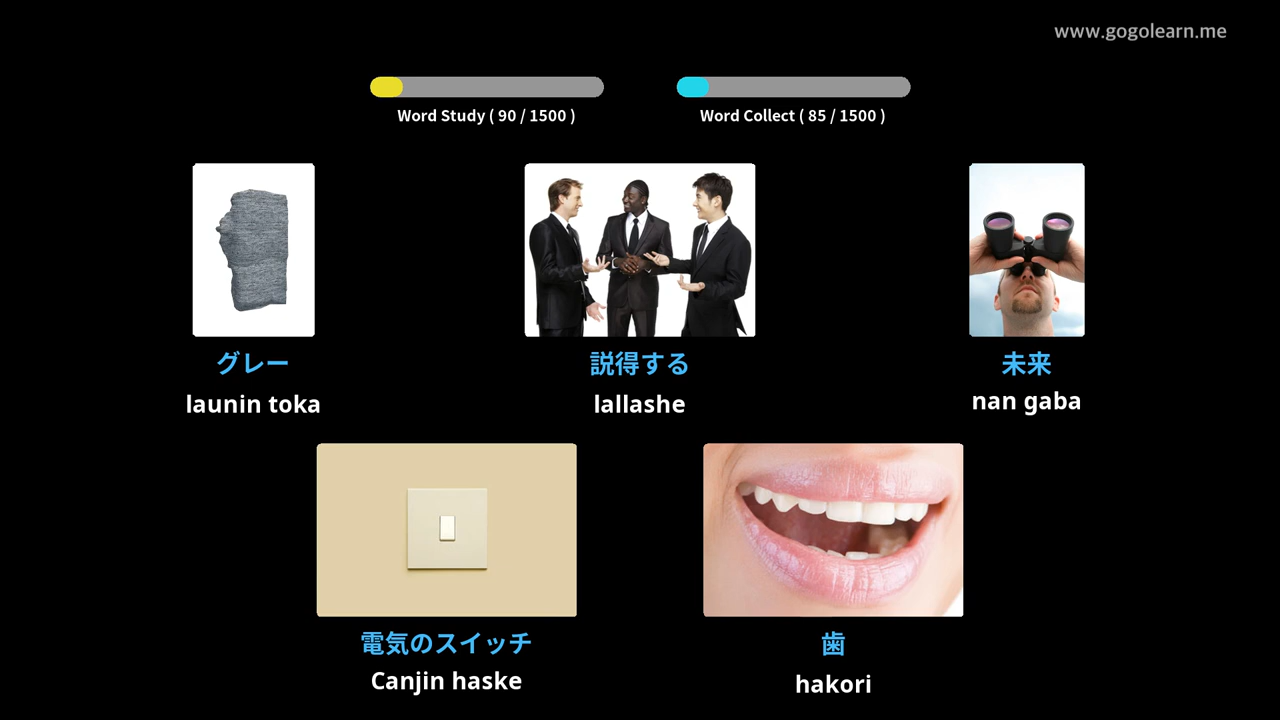 www.gogolearn.me
Word Study ( 90 / 1500 )
Word Collect ( 85 / 1500 )
グレー
launin toka
説得する
lallashe
未来
nan gaba
電気のスイッチ
Canjin haske
歯
hakori